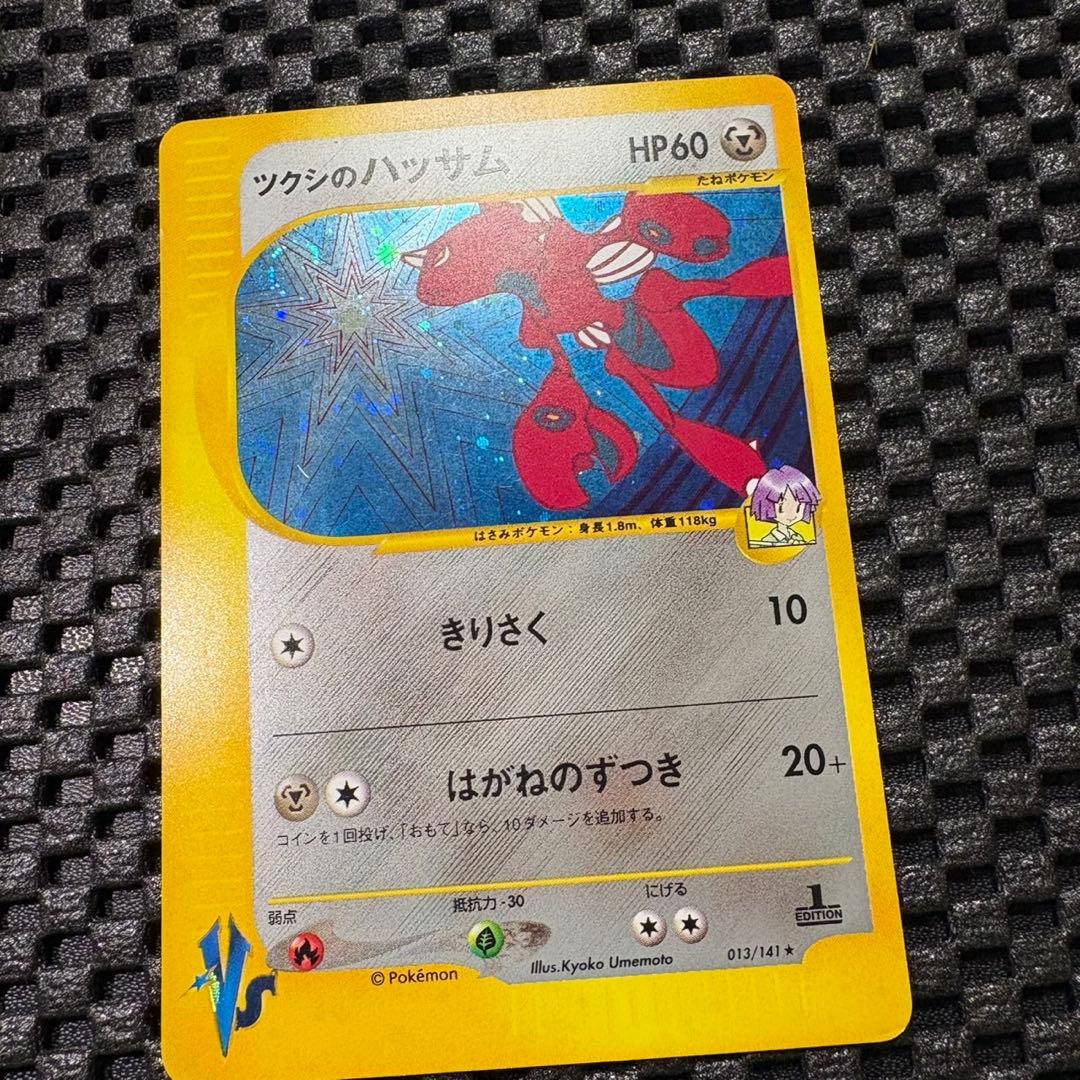 ツクシのハッサム HP60
たねポケモン
はさみポケモン：身長1.8m、体重118kg
きりさく 10
はがねのずつき 20+
コインを1回投げ、「おもて」なら、10ダメージを追加する。
弱点 抵抗力-30 にげる
1 EDITION
VS
©Pokémon Illus.Kyoko Umemoto 013/141★